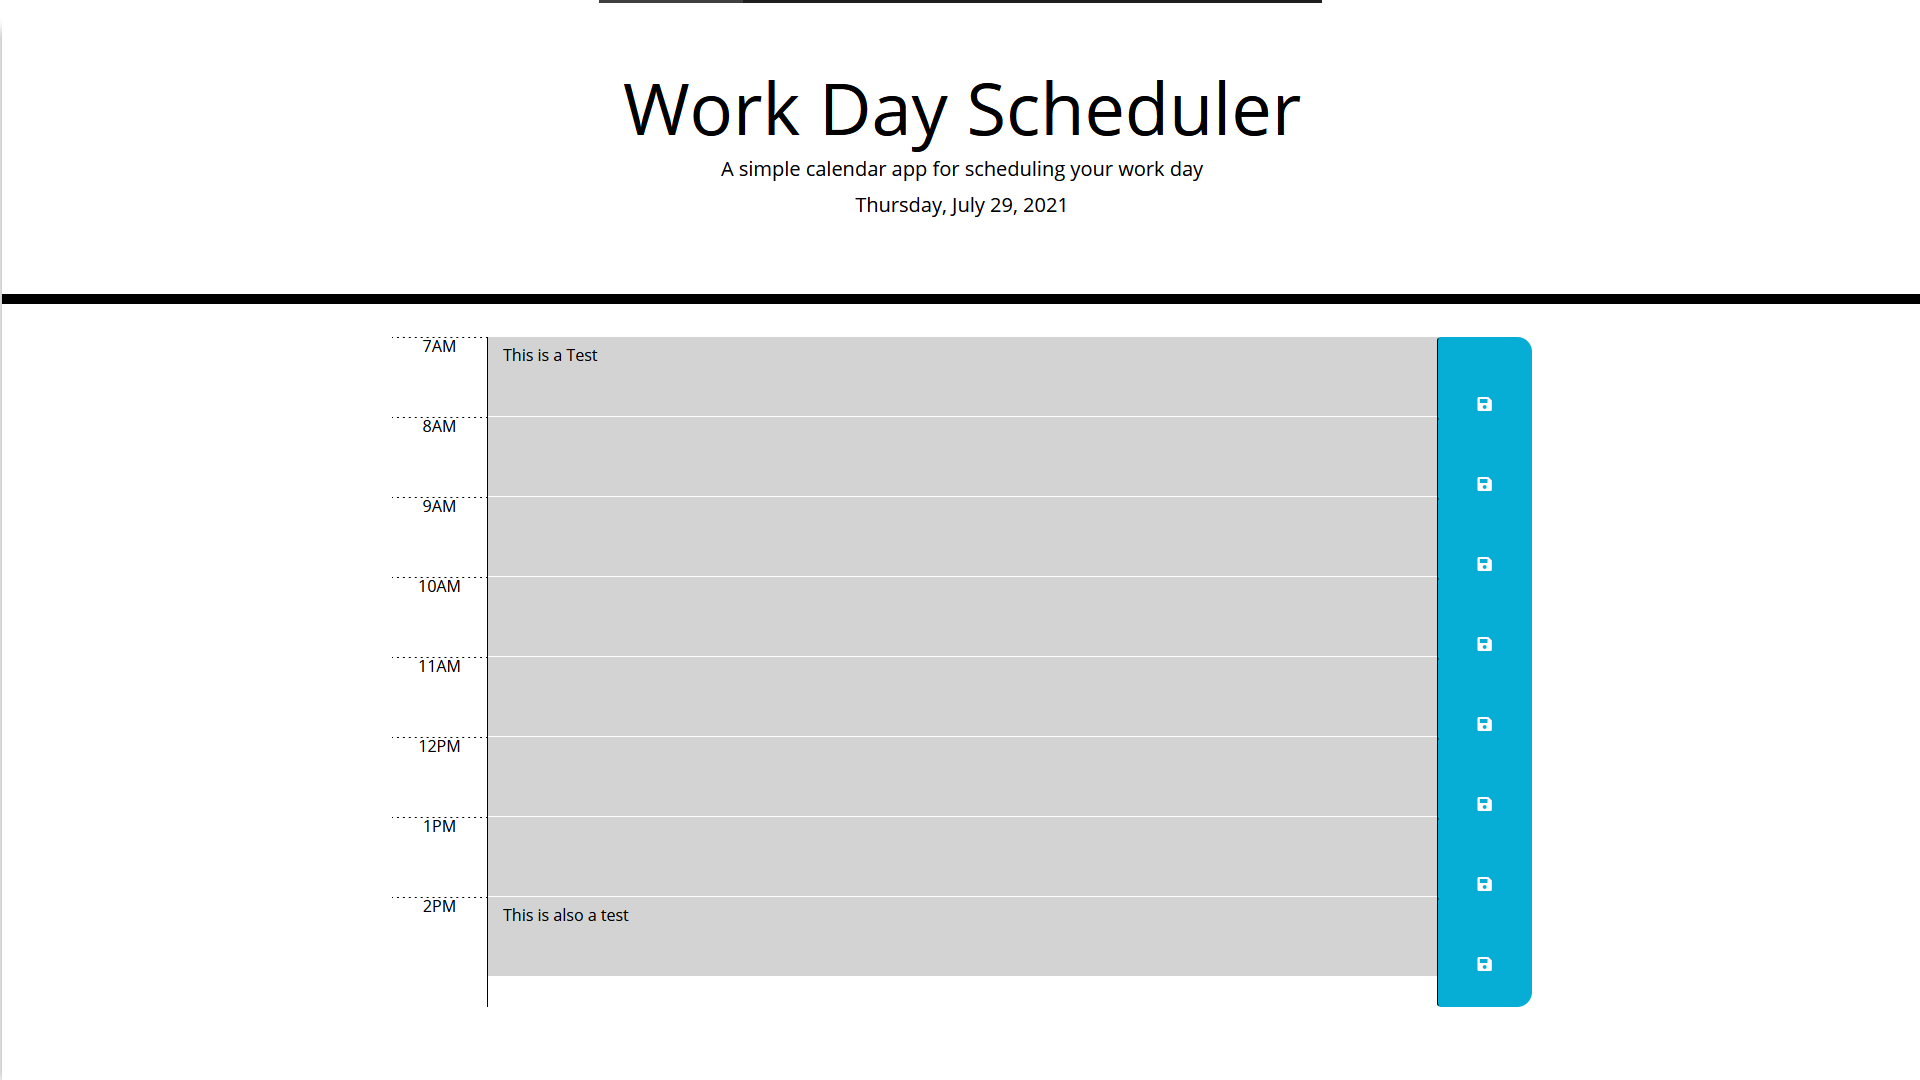 Work Day Scheduler
A simple calendar app for scheduling your work day
Thursday, July 29, 2021
7AM
This is a Test
8AM
9AM
10AM
11AM
12PM
1PM
2PM
This is also a test